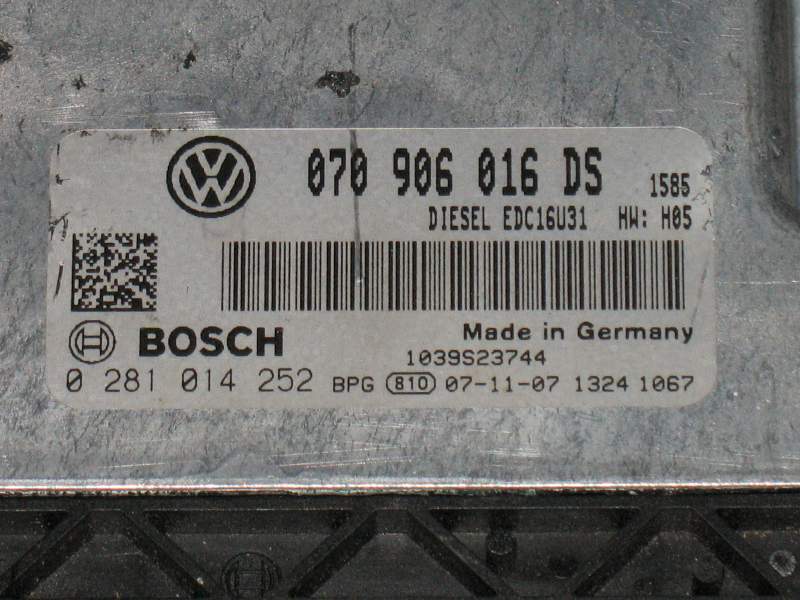 070 906 016 DS 1585
DIESEL EDC16U31 HW: H05
BOSCH Made in Germany
1039S23744
0 281 014 252 BPG 810 07-11-07 1324 1067